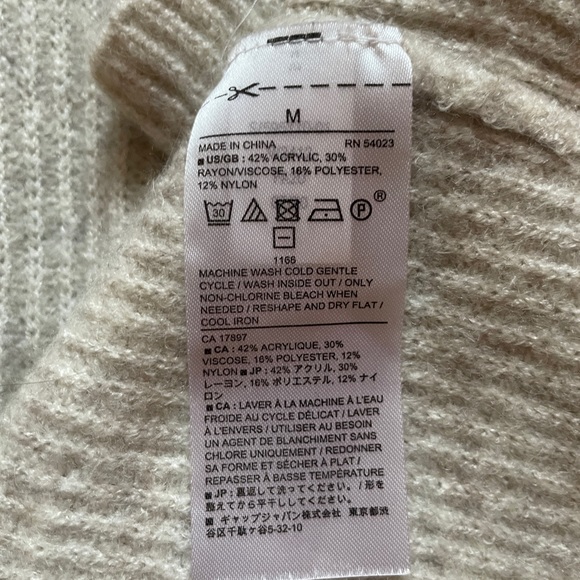 M
MADE IN CHINA RN 54023
US/GB : 42% ACRYLIC, 30%
RAYON/VISCOSE, 16% POLYESTER,
12% NYLON
30 P ®
1166
MACHINE WASH COLD GENTLE
CYCLE / WASH INSIDE OUT / ONLY
NON-CHLORINE BLEACH WHEN
NEEDED / RESHAPE AND DRY FLAT /
COOL IRON
CA 17897
CA : 42% ACRYLIQUE, 30%
VISCOSE, 16% POLYESTER, 12%
NYLON ■ JP : 42% アクリル, 30%
レーヨン, 16% ポリエステル, 12% ナイ
ロン
■ CA : LAVER À LA MACHINE À L'EAU
FROIDE AU CYCLE DÉLICAT / LAVER
À L'ENVERS / UTILISER AU BESOIN
UN AGENT DE BLANCHIMENT SANS
CHLORE UNIQUEMENT / REDONNER
SA FORME ET SÉCHER À PLAT /
REPASSER À BASSE TEMPÉRATURE
■ JP : 裏返して洗ってください。/ 形を
整えてから平干ししてください。
■ ギャップジャパン株式会社 東京都渋
谷区千駄ヶ谷5-32-10